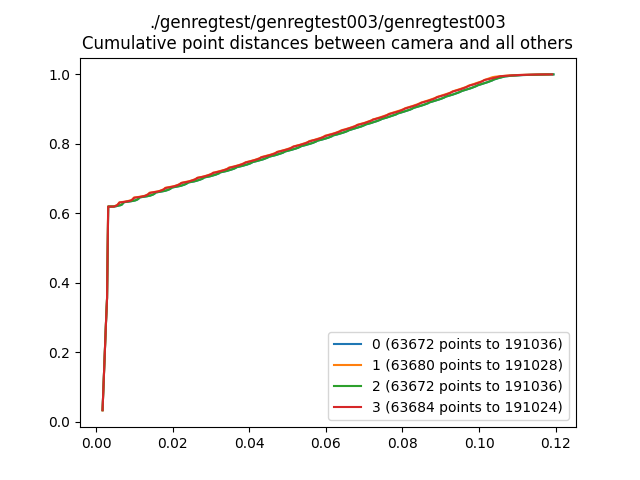 ./genregtest/genregtest003/genregtest003
Cumulative point distances between camera and all others
1.0
0.8
0.6
0.4
0.2
0.0
0.00 0.02 0.04 0.06 0.08 0.10 0.12
0 (63672 points to 191036)
1 (63680 points to 191028)
2 (63672 points to 191036)
3 (63684 points to 191024)